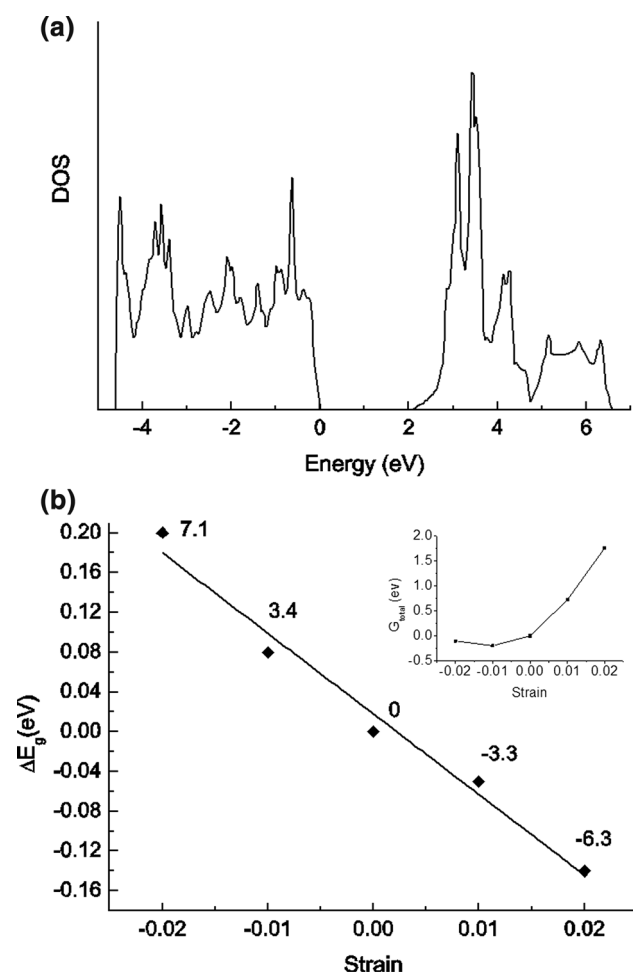 (a)
DOS
-4 -2 0 2 4 6
Energy (eV)
(b)
0.20
0.16
0.12
0.08
0.04
0.00
-0.04
-0.08
-0.12
-0.16
ΔEg(eV)
7.1
3.4
0
-3.3
-6.3
-0.02 -0.01 0.00 0.01 0.02
Strain
2.0
1.5
1.0
0.5
0.0
-0.5
Gtotal (ev)
-0.02 -0.01 0.00 0.01 0.02
Strain